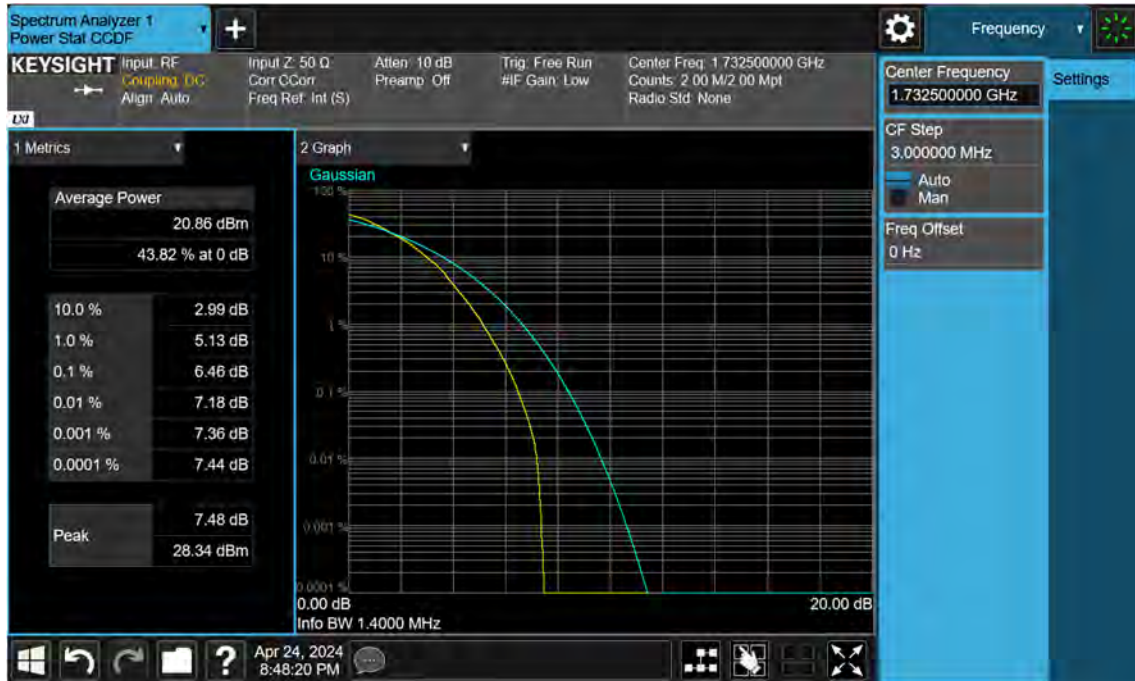 Spectrum Analyzer 1
Power Stat CCDF
Frequency
KEYSIGHT
Input: RF
Coupling: DC
Align: Auto
Input Z: 50 Ω
Corr CCorr
Freq Ref: Int (S)
Atten: 10 dB
Preamp: Off
Trig: Free Run
#IF Gain: Low
Center Freq: 1.732500000 GHz
Counts: 2.00 M/2.00 Mpt
Radio Std: None
LXI
Center Frequency
1.732500000 GHz
Settings
CF Step
3.000000 MHz
Auto
Man
Freq Offset
0 Hz
1 Metrics
Average Power
20.86 dBm
43.82 % at 0 dB
10.0 % 2.99 dB
1.0 % 5.13 dB
0.1 % 6.46 dB
0.01 % 7.18 dB
0.001 % 7.36 dB
0.0001 % 7.44 dB
Peak
7.48 dB
28.34 dBm
2 Graph
Gaussian
100 %
10 %
1 %
0.1 %
0.01 %
0.001 %
0.0001 %
0.00 dB 20.00 dB
Info BW 1.4000 MHz
?
Apr 24, 2024
8:48:20 PM